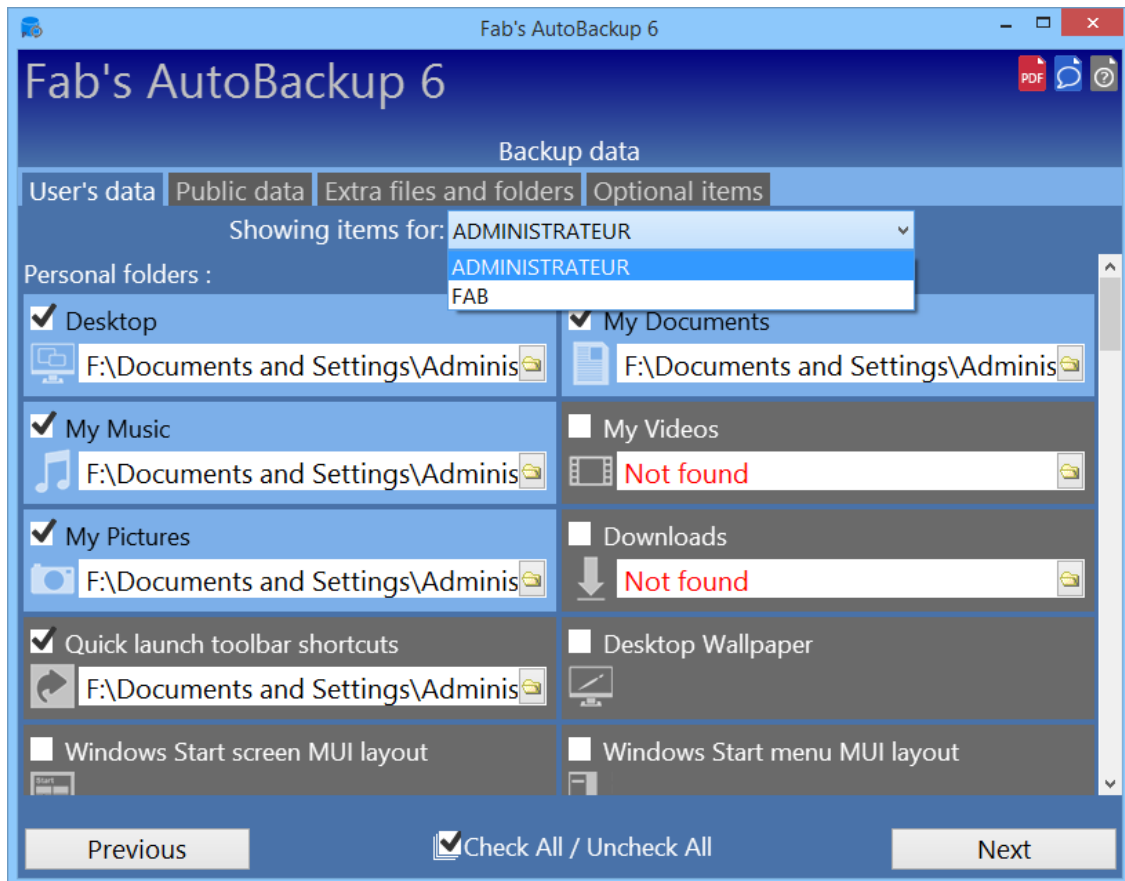 Fab's AutoBackup 6
Fab's AutoBackup 6
PDF
Backup data
User's data Public data Extra files and folders Optional items
Showing items for: ADMINISTRATEUR
ADMINISTRATEUR
FAB
Personal folders :
Desktop
F:\Documents and Settings\Adminis
My Documents
F:\Documents and Settings\Adminis
My Music
F:\Documents and Settings\Adminis
My Videos
Not found
My Pictures
F:\Documents and Settings\Adminis
Downloads
Not found
Quick launch toolbar shortcuts
F:\Documents and Settings\Adminis
Desktop Wallpaper
Windows Start screen MUI layout
Start
Windows Start menu MUI layout
Previous
Check All / Uncheck All
Next